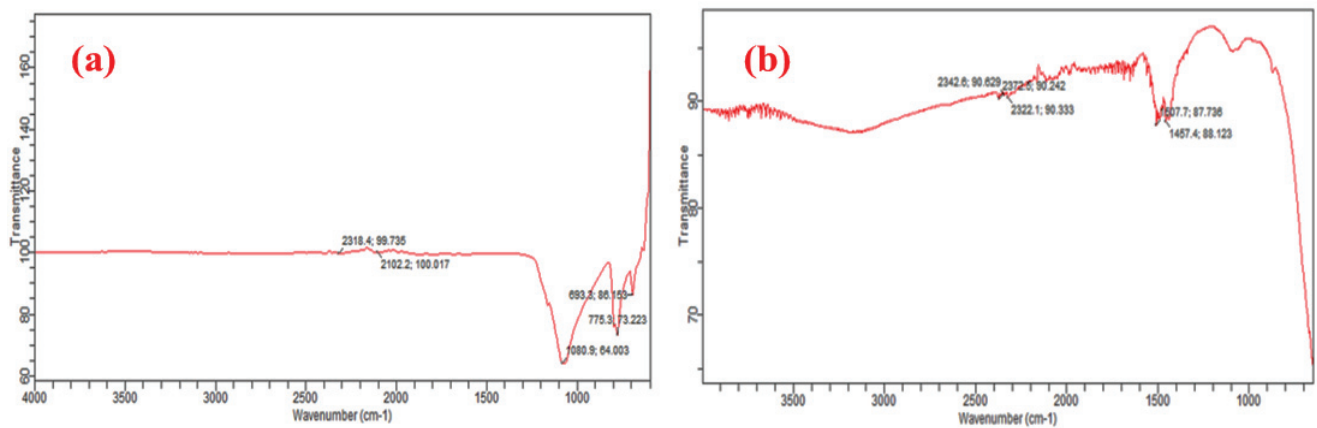 (a)
Transmittance
160
140
120
100
80
60
2318.4; 99.735
2102.2; 100.017
693.3; 86.153
775.3; 73.223
1080.9; 64.003
4000 3500 3000 2500 2000 1500 1000
Wavenumber (cm-1)
(b)
Transmittance
90
80
70
2342.6; 90.629
2372.5; 90.242
2322.1; 90.333
1507.7; 87.736
1457.4; 88.123
3500 3000 2500 2000 1500 1000
Wavenumber (cm-1)